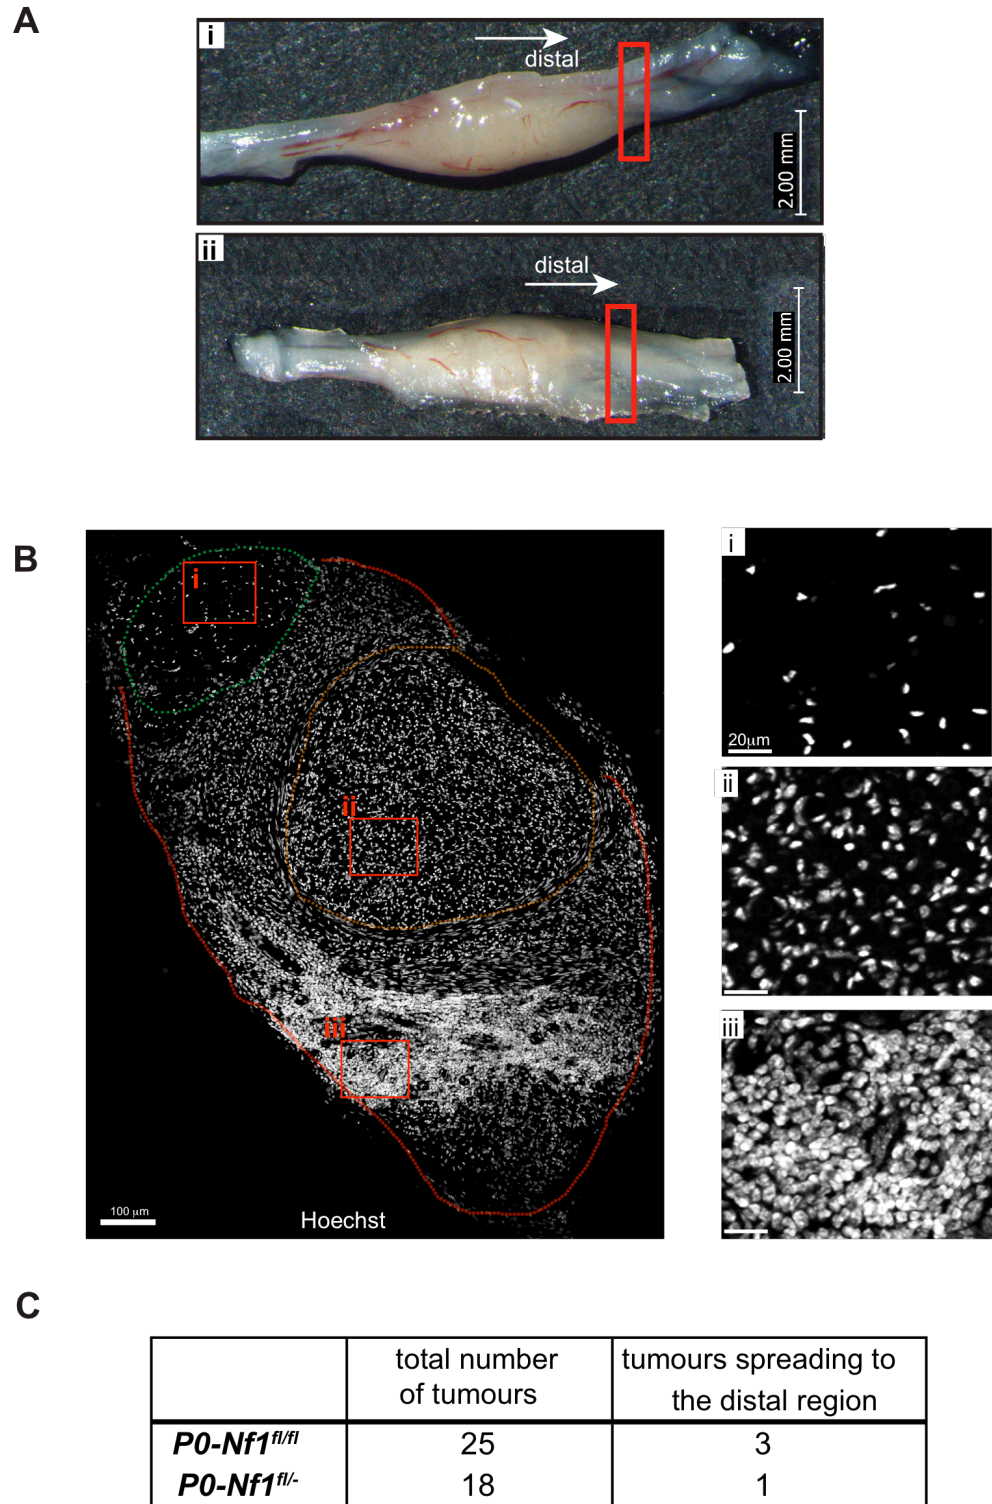 A
i
distal
2.00 mm
ii
distal
2.00 mm
B
i
ii
iii
100 μm
Hoechst
i
20μm
ii
iii
C
total number of tumours
tumours spreading to the distal region
P0-Nf1fl/fl 25 3
P0-Nf1fl/- 18 1